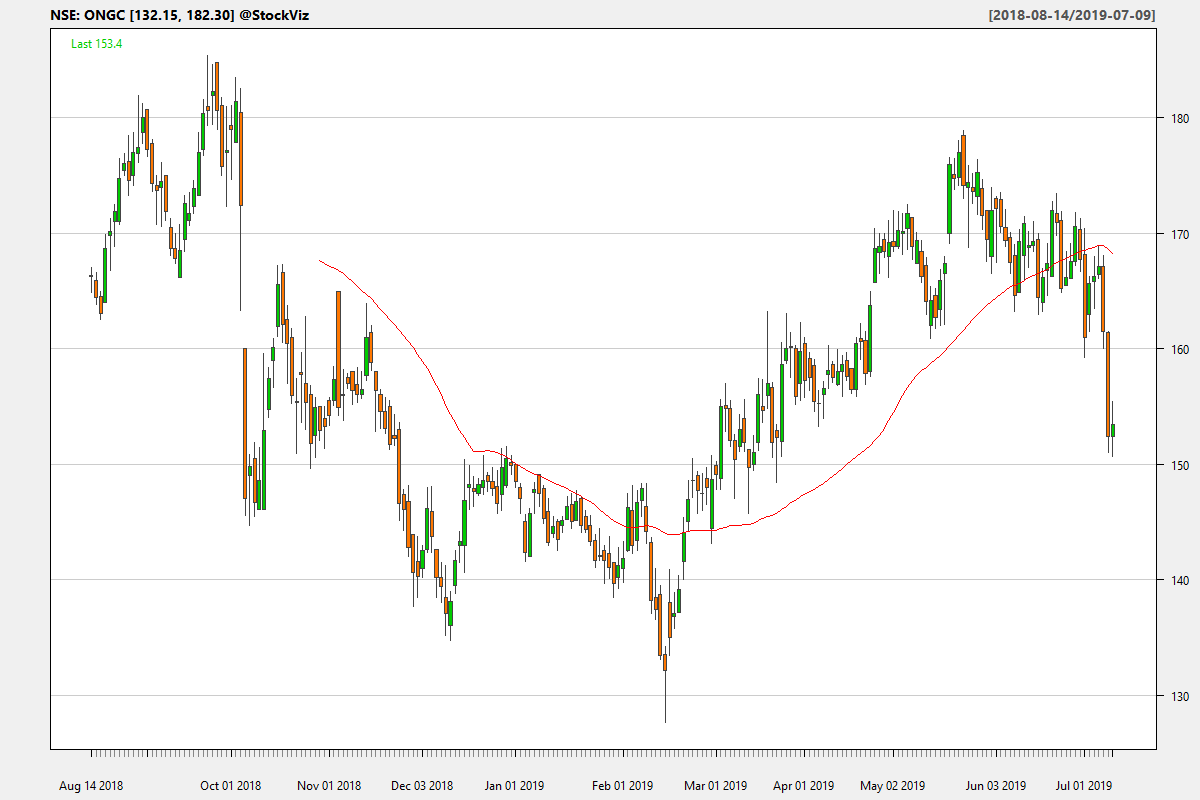 NSE: ONGC [132.15, 182.30] @StockViz
[2018-08-14/2019-07-09]
Last 153.4
180
170
160
150
140
130
Aug 14 2018 Oct 01 2018 Nov 01 2018 Dec 03 2018 Jan 01 2019 Feb 01 2019 Mar 01 2019 Apr 01 2019 May 02 2019 Jun 03 2019 Jul 01 2019